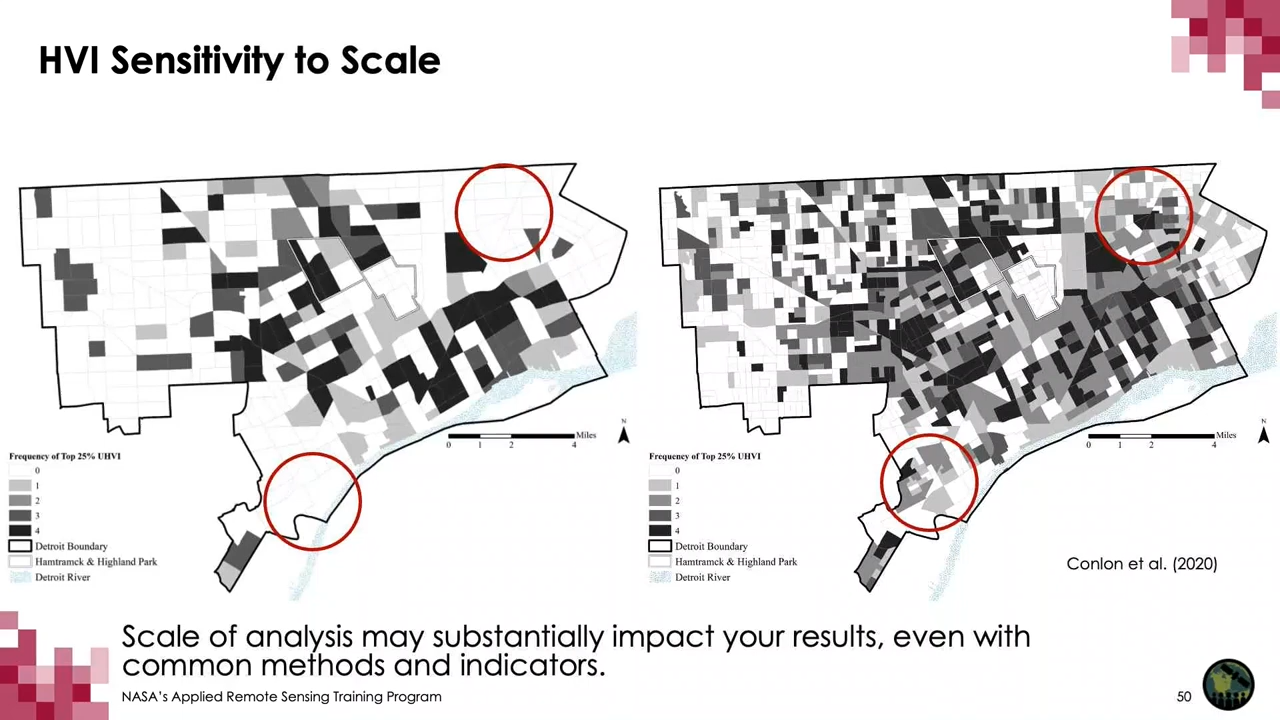 HVI Sensitivity to Scale
N
Miles
0 1 2 4
Frequency of Top 25% UHVI
0
1
2
3
4
Detroit Boundary
Hamtramck & Highland Park
Detroit River
N
Miles
0 1 2 4
Frequency of Top 25% UHVI
0
1
2
3
4
Detroit Boundary
Hamtramck & Highland Park
Detroit River
Conlon et al. (2020)
Scale of analysis may substantially impact your results, even with
common methods and indicators.
NASA's Applied Remote Sensing Training Program
50